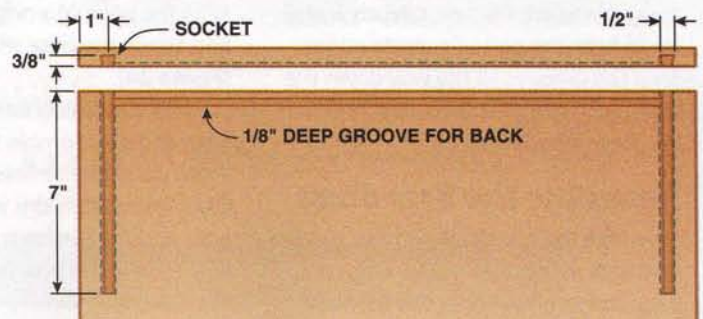 1"
SOCKET
1/2"
3/8"
1/8" DEEP GROOVE FOR BACK
7"